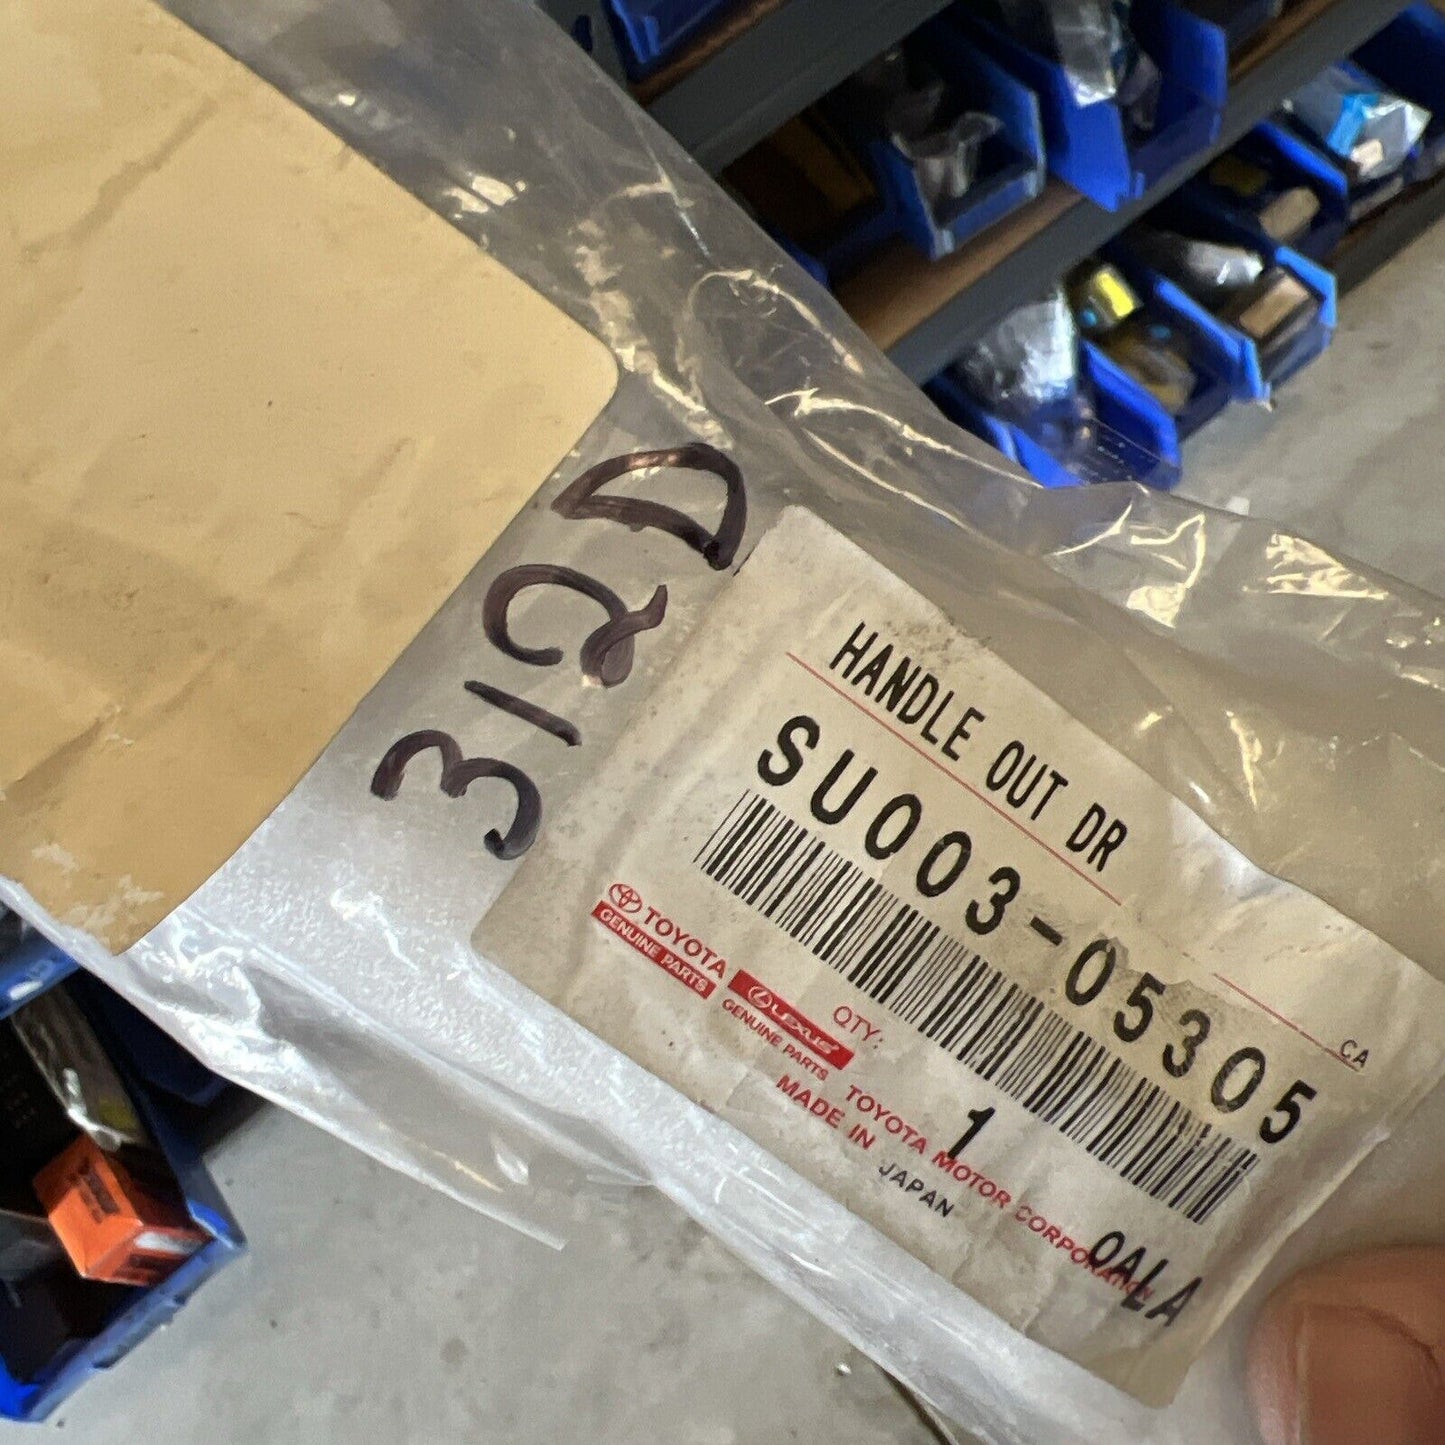 312D
HANDLE OUT DR
SU003-05305
CA
TOYOTA
GENUINE PARTS
LEXUS
GENUINE PARTS
QTY:
1
TOYOTA MOTOR CORPORATION
MADE IN JAPAN
0ALA